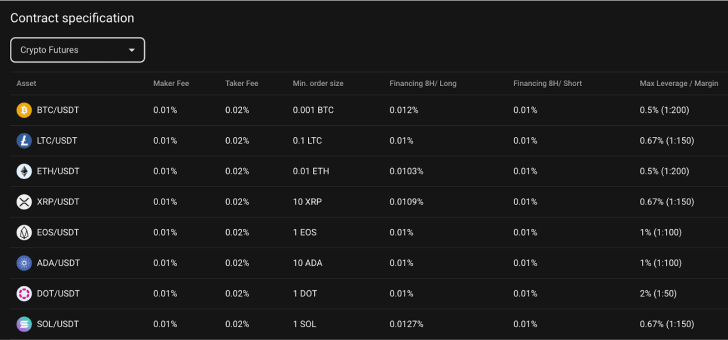 Contract specification
Crypto Futures
Asset Maker Fee Taker Fee Min. order size Financing 8H/ Long Financing 8H/ Short Max Leverage / Margin
BTC/USDT 0.01% 0.02% 0.001 BTC 0.012% 0.01% 0.5% (1:200)
LTC/USDT 0.01% 0.02% 0.1 LTC 0.01% 0.01% 0.67% (1:150)
ETH/USDT 0.01% 0.02% 0.01 ETH 0.0103% 0.01% 0.5% (1:200)
XRP/USDT 0.01% 0.02% 10 XRP 0.0109% 0.01% 0.67% (1:150)
EOS/USDT 0.01% 0.02% 1 EOS 0.01% 0.01% 1% (1:100)
ADA/USDT 0.01% 0.02% 10 ADA 0.01% 0.01% 1% (1:100)
DOT/USDT 0.01% 0.02% 1 DOT 0.01% 0.01% 2% (1:50)
SOL/USDT 0.01% 0.02% 1 SOL 0.0127% 0.01% 0.67% (1:150)